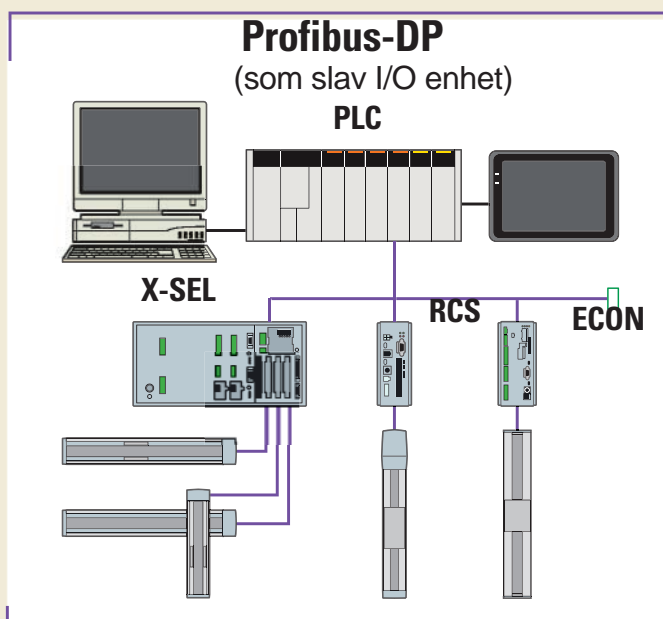 Profibus-DP
(som slav I/O enhet)
PLC
X-SEL
RCS
ECON